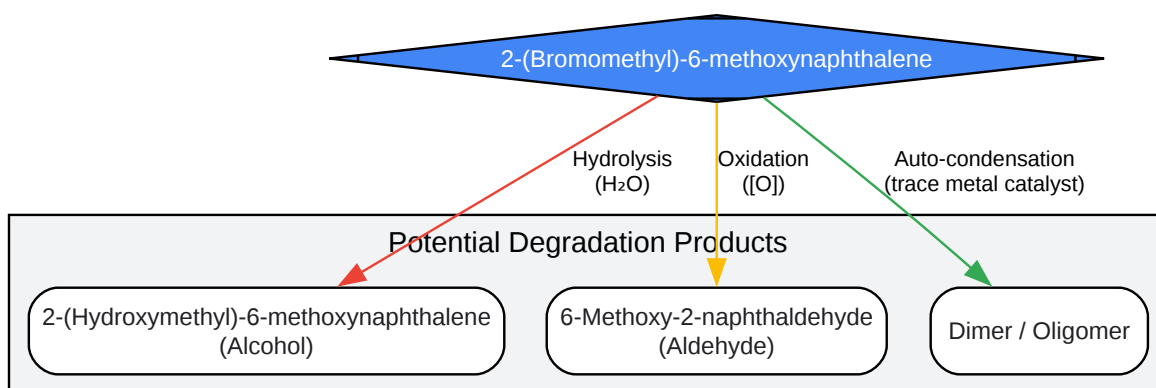 2-(Bromomethyl)-6-methoxynaphthalene
Hydrolysis
(H₂O)
Oxidation
([O])
Auto-condensation
(trace metal catalyst)
Potential Degradation Products
2-(Hydroxymethyl)-6-methoxynaphthalene
(Alcohol)
6-Methoxy-2-naphthaldehyde
(Aldehyde)
Dimer / Oligomer